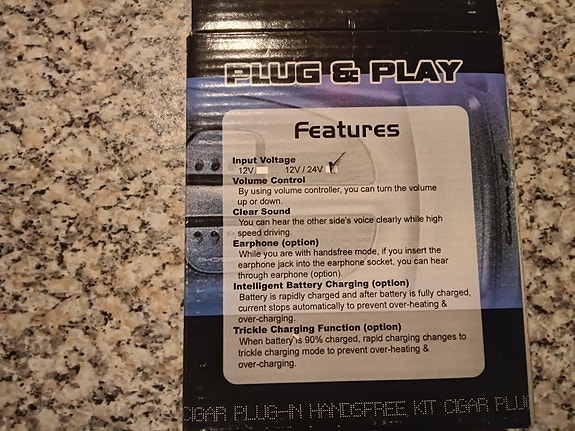 PLUG & PLAY
Features
Input Voltage
12V 12V / 24V
Volume Control
By using volume controller, you can turn the volume
up or down.
Clear Sound
You can hear the other side's voice clearly while high
speed driving.
Earphone (option)
While you are with handsfree mode, if you insert the
earphone jack into the earphone socket, you can hear
through earphone (option).
Intelligent Battery Charging (option)
Battery is rapidly charged and after battery is fully charged,
current stops automatically to prevent over-heating &
over-charging.
Trickle Charging Function (option)
When battery is 90% charged, rapid charging changes to
trickle charging mode to prevent over-heating &
over-charging.
CIGAR PLUG-IN HANDSFREE KIT CIGAR PLUG